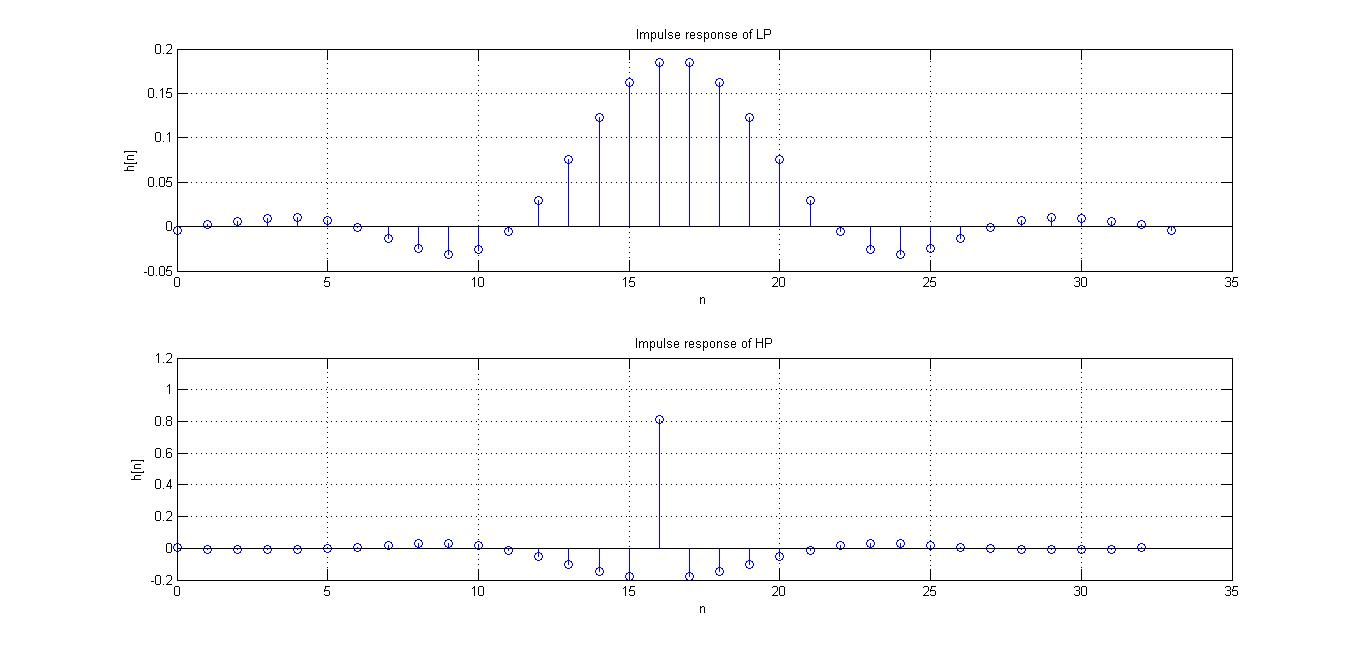 Impulse response of LP
0.2
0.15
0.1
0.05
0
-0.05
h[n]
0 5 10 15 20 25 30 35
n
Impulse response of HP
1.2
1
0.8
0.6
0.4
0.2
0
-0.2
h[n]
0 5 10 15 20 25 30 35
n